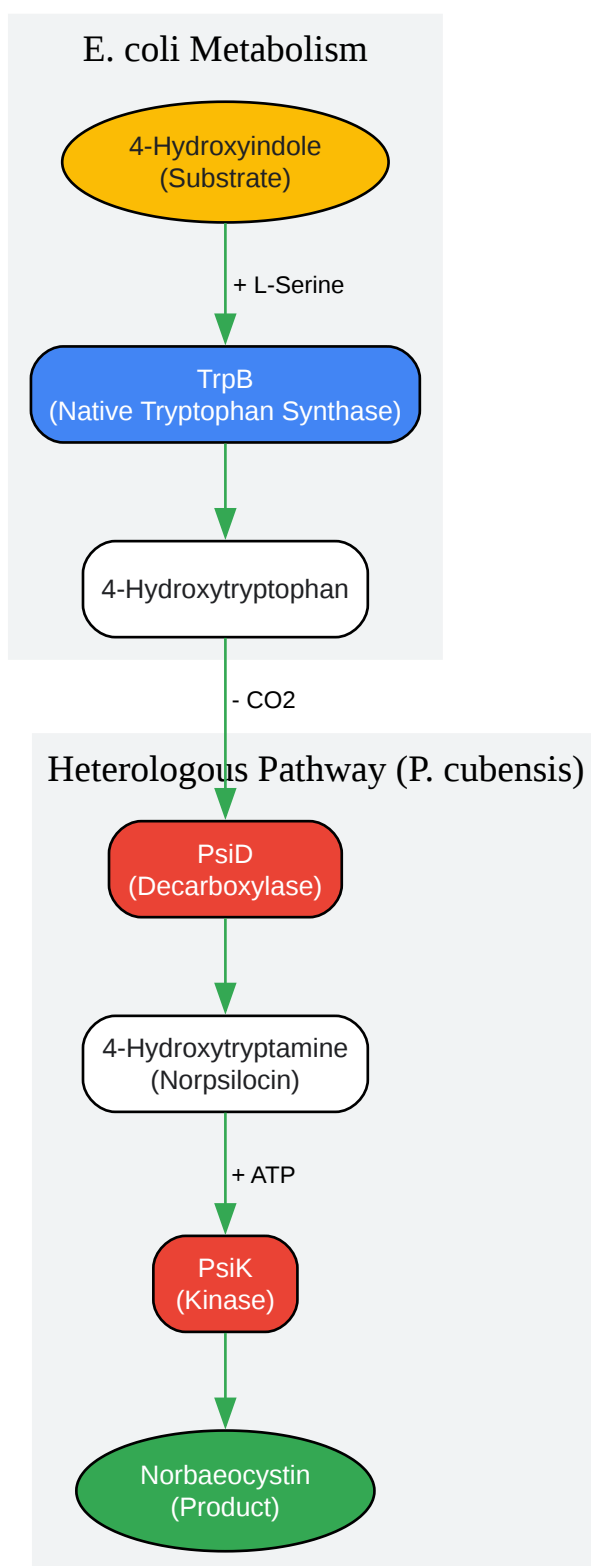 E. coli Metabolism
4-Hydroxyindole
(Substrate)
+ L-Serine
TrpB
(Native Tryptophan Synthase)
4-Hydroxytryptophan
- CO2
Heterologous Pathway (P. cubensis)
PsiD
(Decarboxylase)
4-Hydroxytryptamine
(Norpsilocin)
+ ATP
PsiK
(Kinase)
Norbaeocystin
(Product)